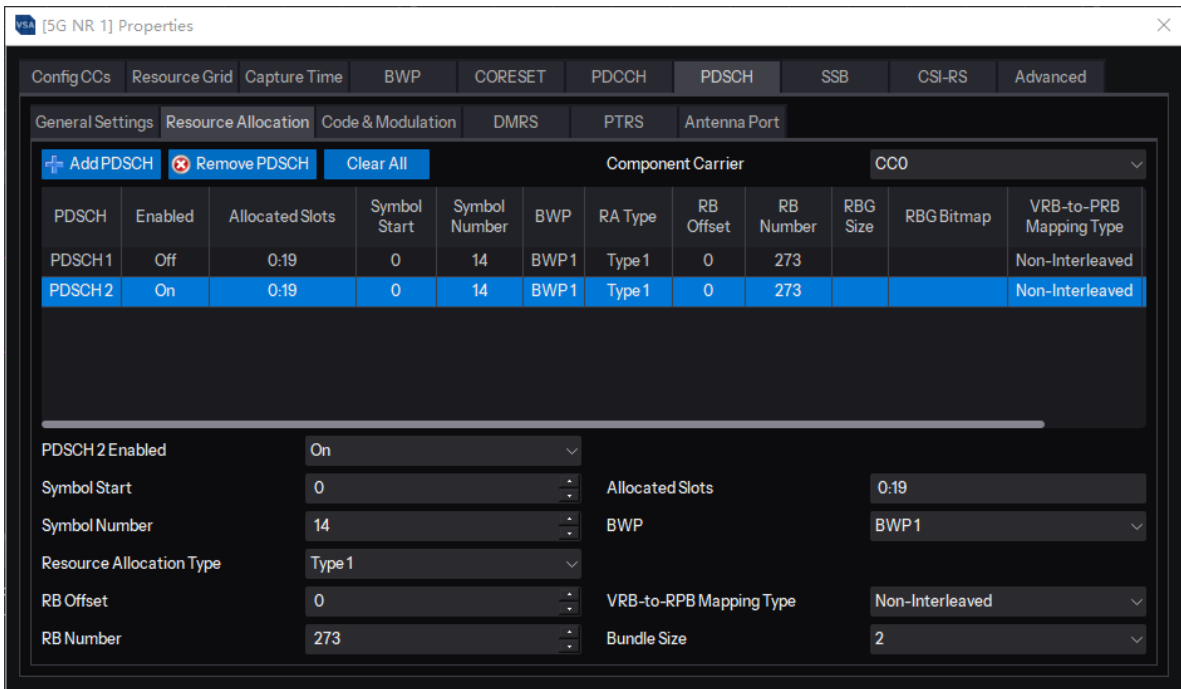 VSA [5G NR 1] Properties
Config CCs Resource Grid Capture Time BWP CORESET PDCCH PDSCH SSB CSI-RS Advanced
General Settings Resource Allocation Code & Modulation DMRS PTRS Antenna Port
Add PDSCH Remove PDSCH Clear All Component Carrier CC0
PDSCH Enabled Allocated Slots Symbol Start Symbol Number BWP RA Type RB Offset RB Number RBG Size RBG Bitmap VRB-to-PRB Mapping Type
PDSCH 1 Off 0:19 0 14 BWP1 Type 1 0 273 Non-Interleaved
PDSCH 2 On 0:19 0 14 BWP1 Type 1 0 273 Non-Interleaved
PDSCH 2 Enabled On
Symbol Start 0 Allocated Slots 0:19
Symbol Number 14 BWP BWP1
Resource Allocation Type Type 1
RB Offset 0 VRB-to-RPB Mapping Type Non-Interleaved
RB Number 273 Bundle Size 2